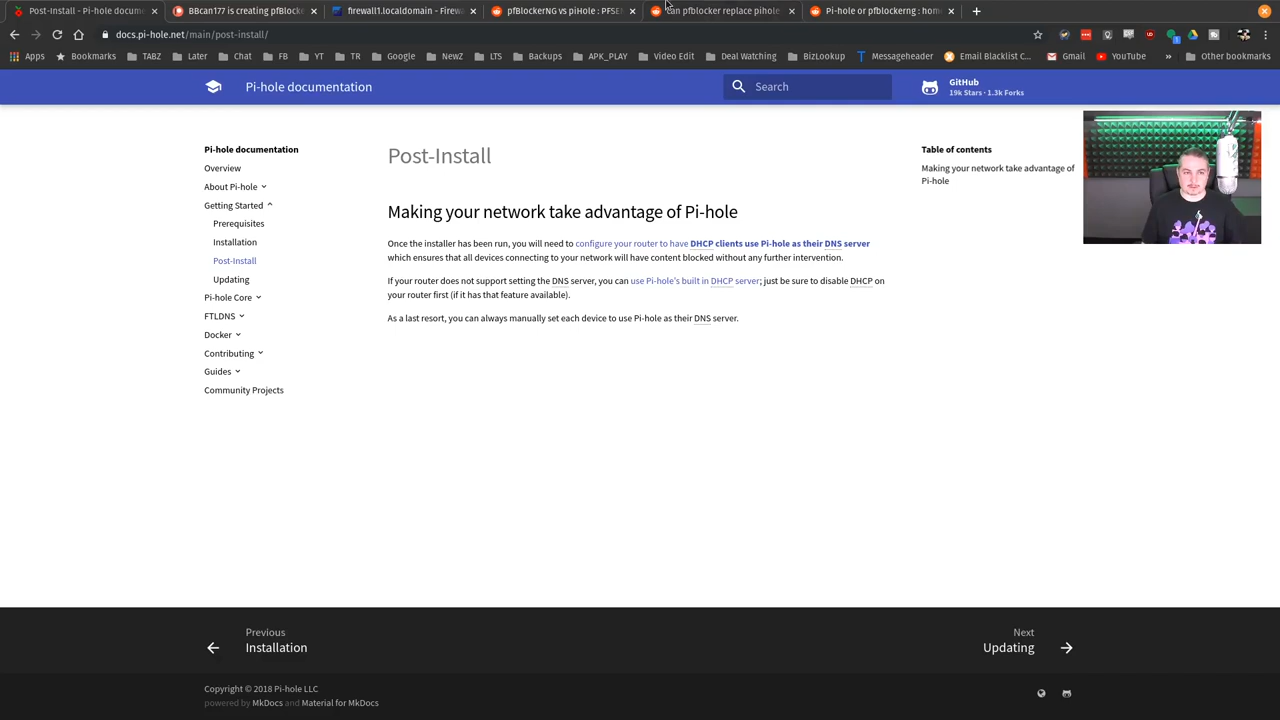 Post-Install - Pi-hole docume
BBcan177 is creating pfBlocke
firewall1.localdomain - Firewa
pfBlockerNG vs piHole : PFSEN
can pfblocker replace pihole
Pi-hole or pfblockerng : hom
docs.pi-hole.net/main/post-install/
Apps
Bookmarks
TABZ
Later
Chat
FB
YT
TR
Google
NewZ
LTS
Backups
APK_PLAY
Video Edit
Deal Watching
BizLookup
Messageheader
Email Blacklist C...
Gmail
YouTube
»
Other bookmarks
Pi-hole documentation
Search
GitHub
19k Stars · 1.3k Forks
Pi-hole documentation
Overview
About Pi-hole
Getting Started
Prerequisites
Installation
Post-Install
Updating
Pi-hole Core
FTLDNS
Docker
Contributing
Guides
Community Projects
Post-Install
Making your network take advantage of Pi-hole
Once the installer has been run, you will need to configure your router to have DHCP clients use Pi-hole as their DNS server
which ensures that all devices connecting to your network will have content blocked without any further intervention.
If your router does not support setting the DNS server, you can use Pi-hole's built in DHCP server; just be sure to disable DHCP on
your router first (if it has that feature available).
As a last resort, you can always manually set each device to use Pi-hole as their DNS server.
Table of contents
Making your network take advantage of
Pi-hole
Previous
Installation
Next
Updating
Copyright © 2018 Pi-hole LLC
powered by MkDocs and Material for MkDocs